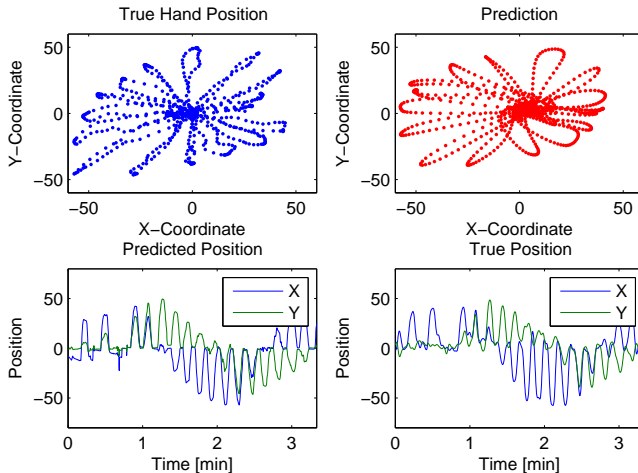 True Hand Position
Prediction
50
0
−50
Y−Coordinate
−50
0
50
X−Coordinate
50
0
−50
Y−Coordinate
−50
0
50
X−Coordinate
Predicted Position
True Position
50
0
−50
Position
X
Y
0
1
2
3
Time [min]
50
0
−50
Position
X
Y
0
1
2
3
Time [min]